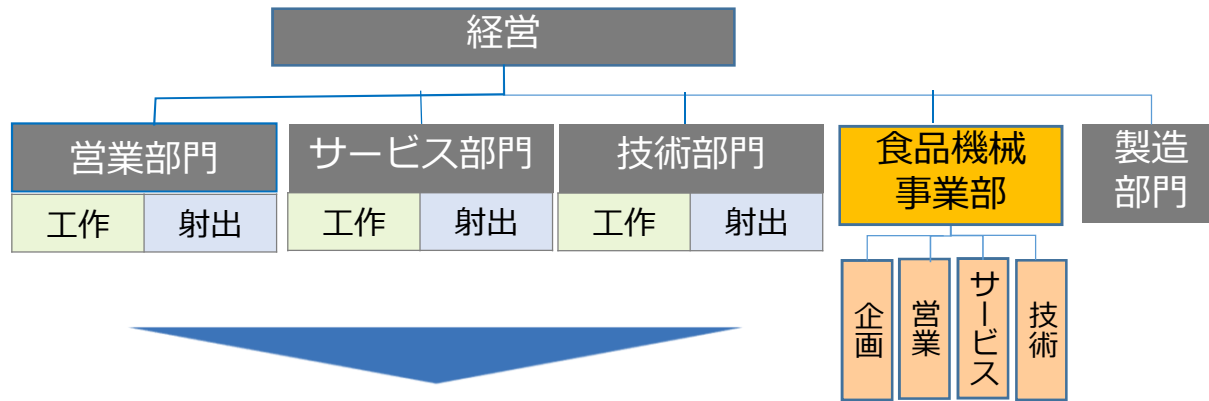 経営
営業部門
サービス部門
技術部門
食品機械
事業部
製造
部門
工作
射出
工作
射出
工作
射出
企画
営業
サービス
技術